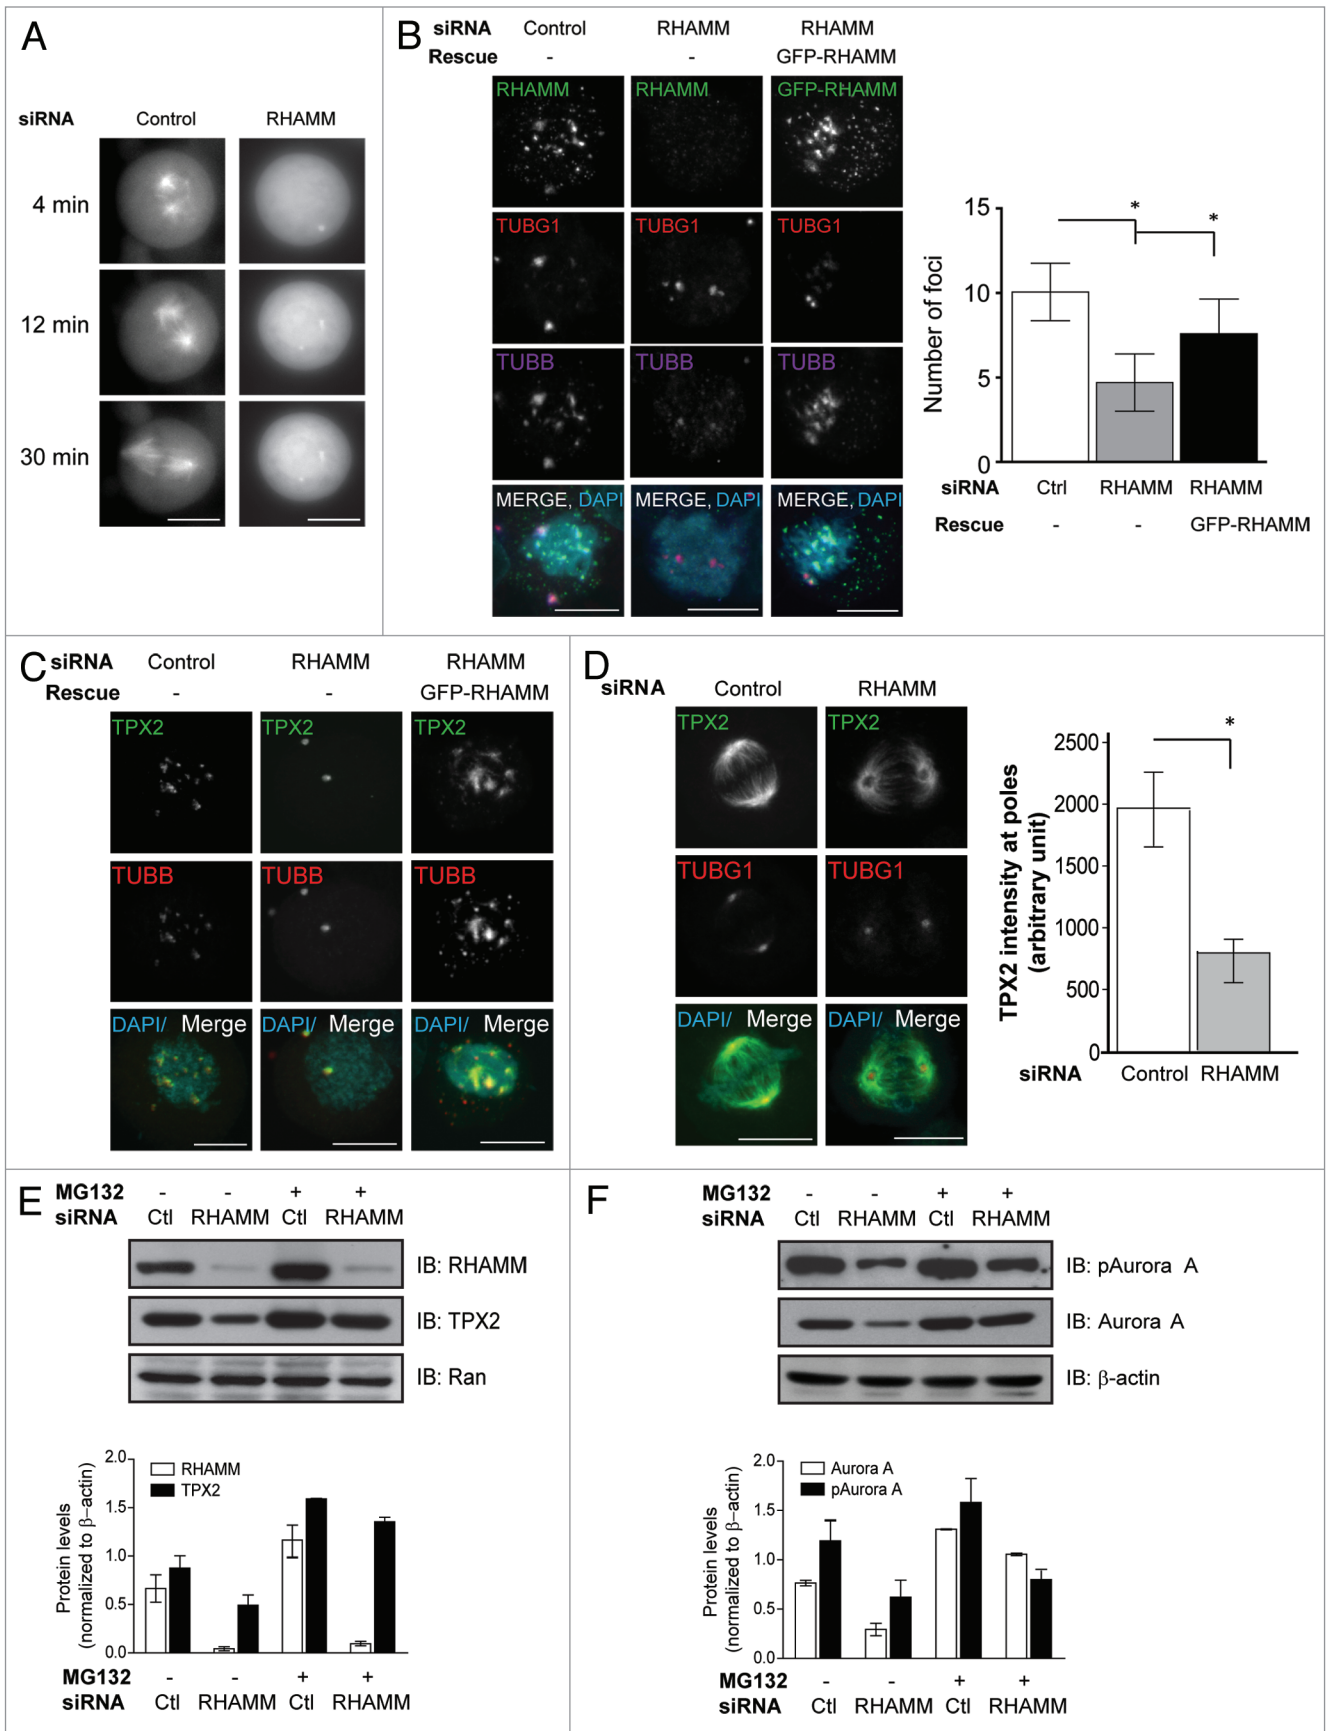 A
siRNA Control RHAMM
4 min
12 min
30 min
B siRNA Control RHAMM RHAMM
Rescue - - GFP-RHAMM
RHAMM RHAMM GFP-RHAMM
TUBG1 TUBG1 TUBG1
TUBB TUBB TUBB
MERGE, DAPI MERGE, DAPI MERGE, DAPI
Number of foci
15
10
5
0
* *
siRNA Ctrl RHAMM RHAMM
Rescue - - GFP-RHAMM
C siRNA Control RHAMM RHAMM
Rescue - - GFP-RHAMM
TPX2 TPX2 TPX2
TUBB TUBB TUBB
DAPI/ Merge DAPI/ Merge DAPI/ Merge
D
siRNA Control RHAMM
TPX2 TPX2
TUBG1 TUBG1
DAPI/ Merge DAPI/ Merge
TPX2 intensity at poles
(arbitrary unit)
2500
2000
1500
1000
500
0
*
siRNA Control RHAMM
E MG132 - - + +
siRNA Ctl RHAMM Ctl RHAMM
IB: RHAMM
IB: TPX2
IB: Ran
Protein levels
(normalized to β−actin)
2.0
1.5
1.0
0.5
0.0
RHAMM
TPX2
MG132 - - + +
siRNA Ctl RHAMM Ctl RHAMM
F MG132 - - + +
siRNA Ctl RHAMM Ctl RHAMM
IB: pAurora A
IB: Aurora A
IB: β-actin
Protein levels
(normalized to β−actin)
2.0
1.5
1.0
0.5
0.0
Aurora A
pAurora A
MG132 - - + +
siRNA Ctl RHAMM Ctl RHAMM